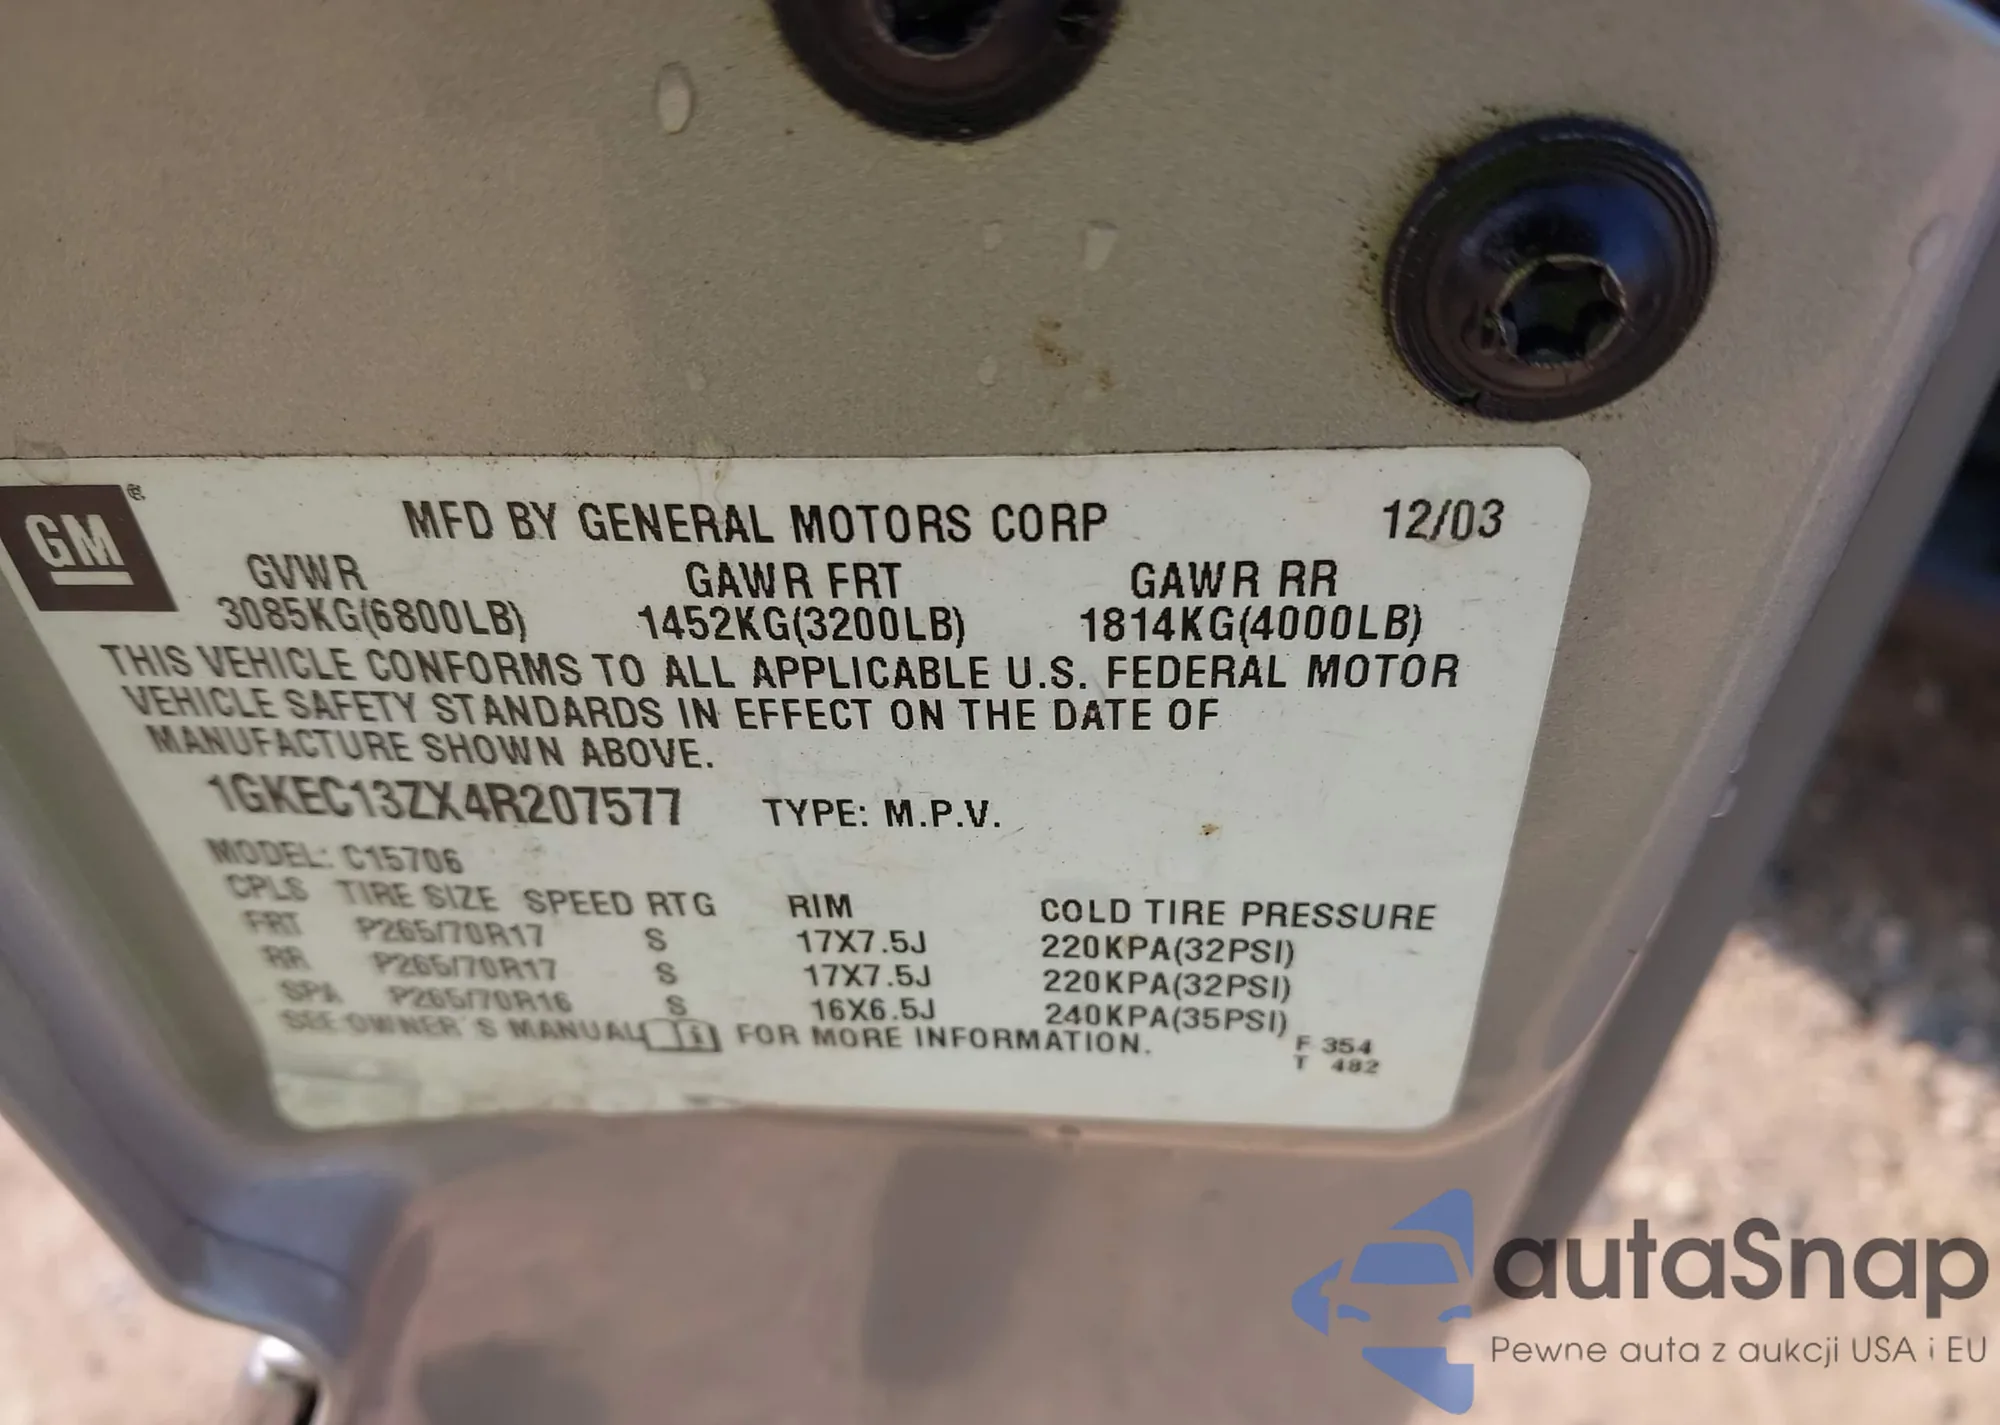 GM®
MFD BY GENERAL MOTORS CORP 12/03
GVWR GAWR FRT GAWR RR
3085KG(6800LB) 1452KG(3200LB) 1814KG(4000LB)
THIS VEHICLE CONFORMS TO ALL APPLICABLE U.S. FEDERAL MOTOR
VEHICLE SAFETY STANDARDS IN EFFECT ON THE DATE OF
MANUFACTURE SHOWN ABOVE.
1GKEC13ZX4R207577 TYPE: M.P.V.
MODEL: C15706
CPLS TIRE SIZE SPEED RTG RIM COLD TIRE PRESSURE
FRT P265/70R17 S 17X7.5J 220KPA(32PSI)
RR P265/70R17 S 17X7.5J 220KPA(32PSI)
SPA P265/70R16 S 16X6.5J 240KPA(35PSI)
SEE OWNER'S MANUAL FOR MORE INFORMATION.
F 354
T 482
autaSnap
Pewne auta z aukcji USA i EU